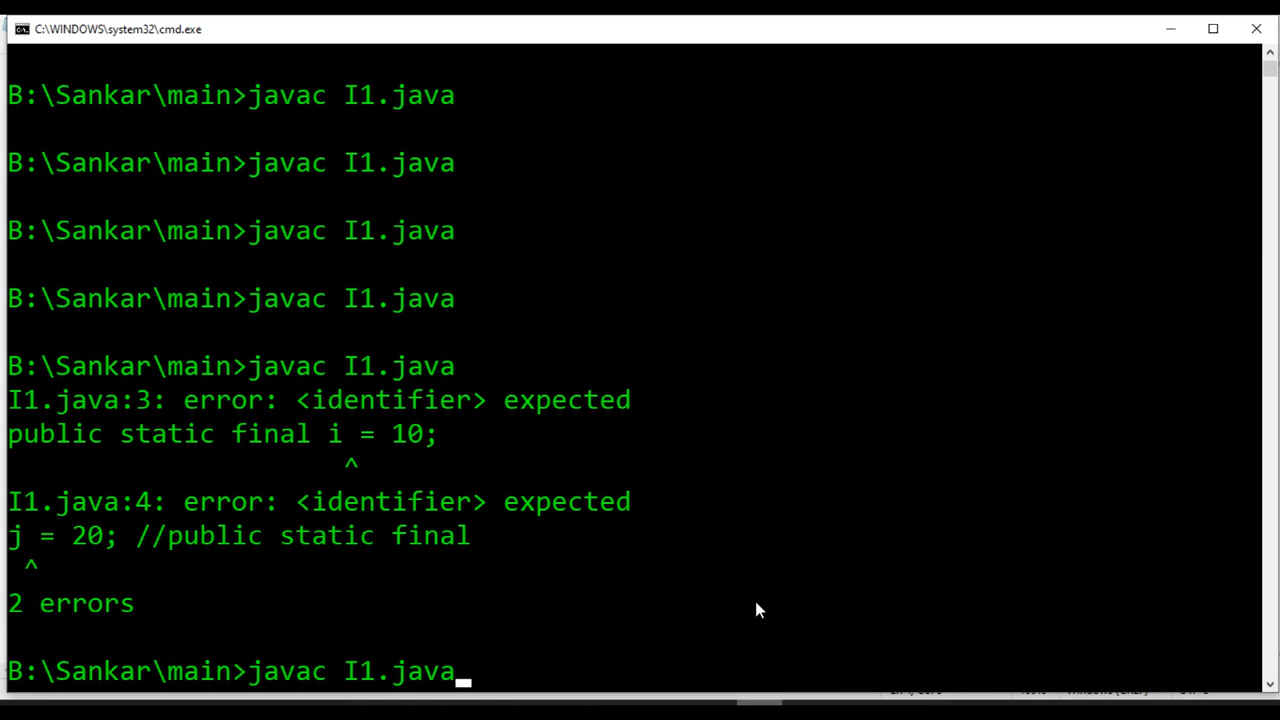 C:\WINDOWS\system32\cmd.exe
B:\Sankar\main>javac I1.java
B:\Sankar\main>javac I1.java
B:\Sankar\main>javac I1.java
B:\Sankar\main>javac I1.java
B:\Sankar\main>javac I1.java
I1.java:3: error: <identifier> expected
public static final i = 10;
^
I1.java:4: error: <identifier> expected
j = 20; //public static final
^
2 errors
B:\Sankar\main>javac I1.java